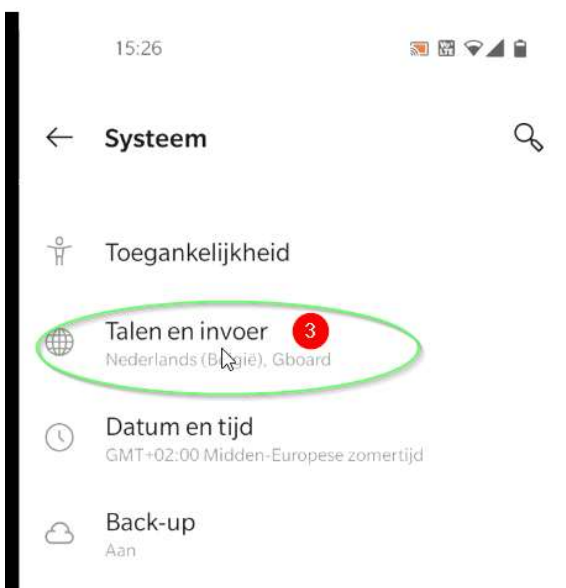 15:26
Systeem
Toegankelijkheid
Talen en invoer 3
Nederlands (België), Gboard
Datum en tijd
GMT+02:00 Midden-Europese zomertijd
Back-up
Aan